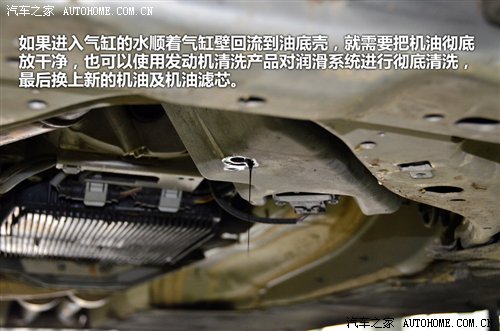 汽车之家 AUTOHOME.COM.CN
如果进入气缸的水顺着气缸壁回流到油底壳，就需要把机油彻底
放干净，也可以使用发动机清洗产品对润滑系统进行彻底清洗，
最后换上新的机油及机油滤芯。
汽车之家 AUTOHOME.COM.CN